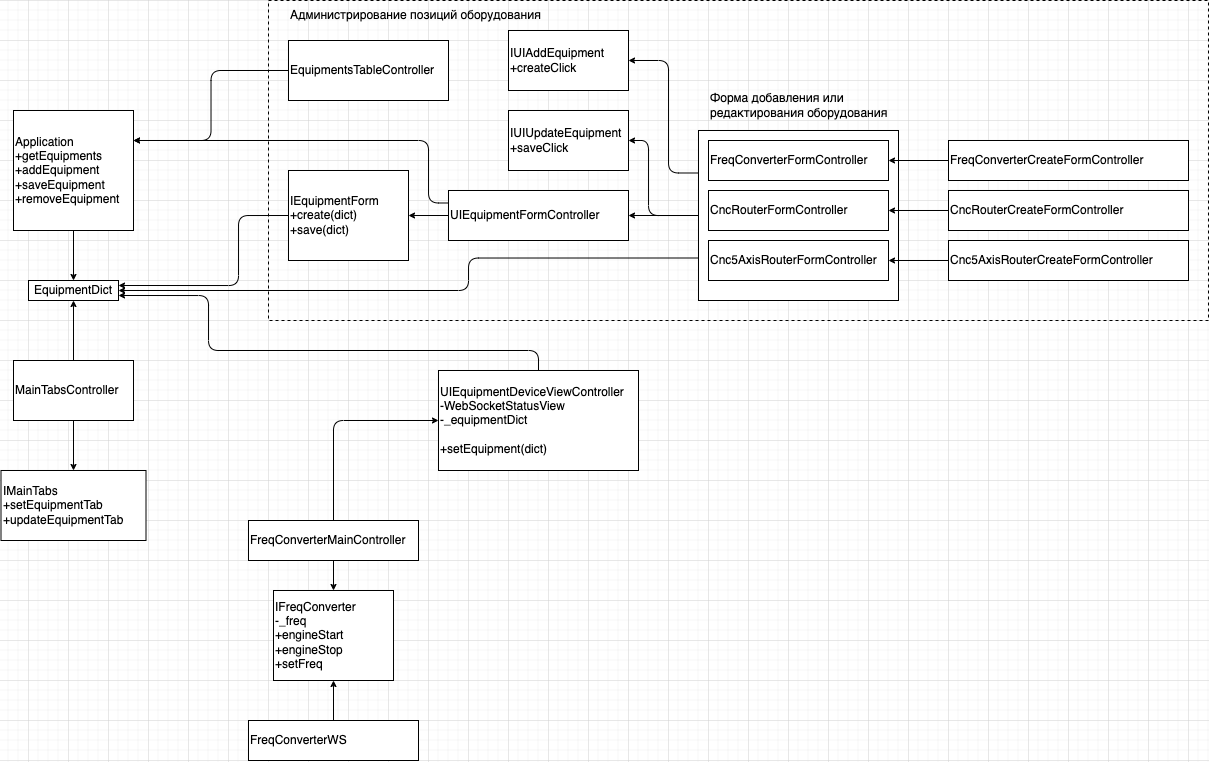 Администрирование позиций оборудования
EquipmentsTableController
IUIAddEquipment
+createClick
Форма добавления или
редактирования оборудования
Application
+getEquipments
+addEquipment
+saveEquipment
+removeEquipment
IUIUpdateEquipment
+saveClick
FreqConverterFormController
FreqConverterCreateFormController
IEquipmentForm
+create(dict)
+save(dict)
UIEquipmentFormController
CncRouterFormController
CncRouterCreateFormController
Cnc5AxisRouterFormController
Cnc5AxisRouterCreateFormController
EquipmentDict
MainTabsController
UIEquipmentDeviceViewController
-WebSocketStatusView
-_equipmentDict
+setEquipment(dict)
IMainTabs
+setEquipmentTab
+updateEquipmentTab
FreqConverterMainController
IFreqConverter
-_freq
+engineStart
+engineStop
+setFreq
FreqConverterWS